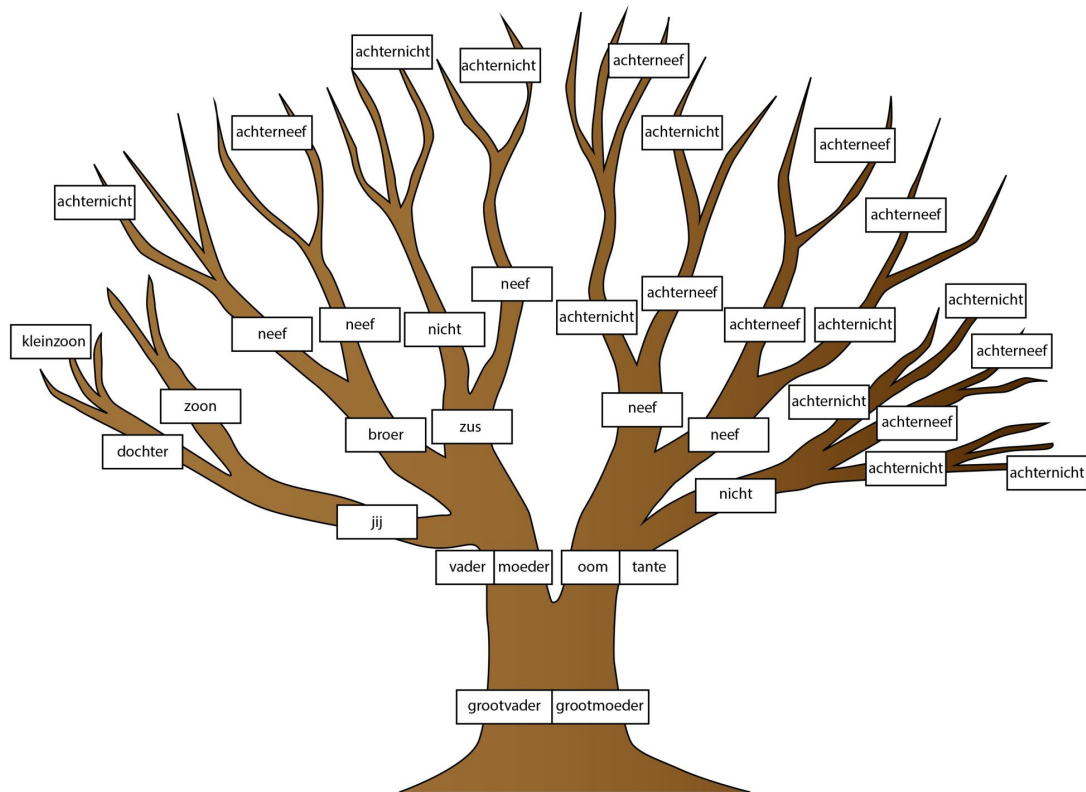 achternicht
achternicht
achterneef
achterneef
achternicht
achterneef
achternicht
achterneef
neef
achterneef
achternicht
achternicht
neef
neef
nicht
achterneef
achternicht
kleinzoon
achterneef
zoon
neef
achternicht
achterneef
broer
zus
neef
dochter
achternicht
achternicht
nicht
jij
vader moeder oom tante
grootvader grootmoeder